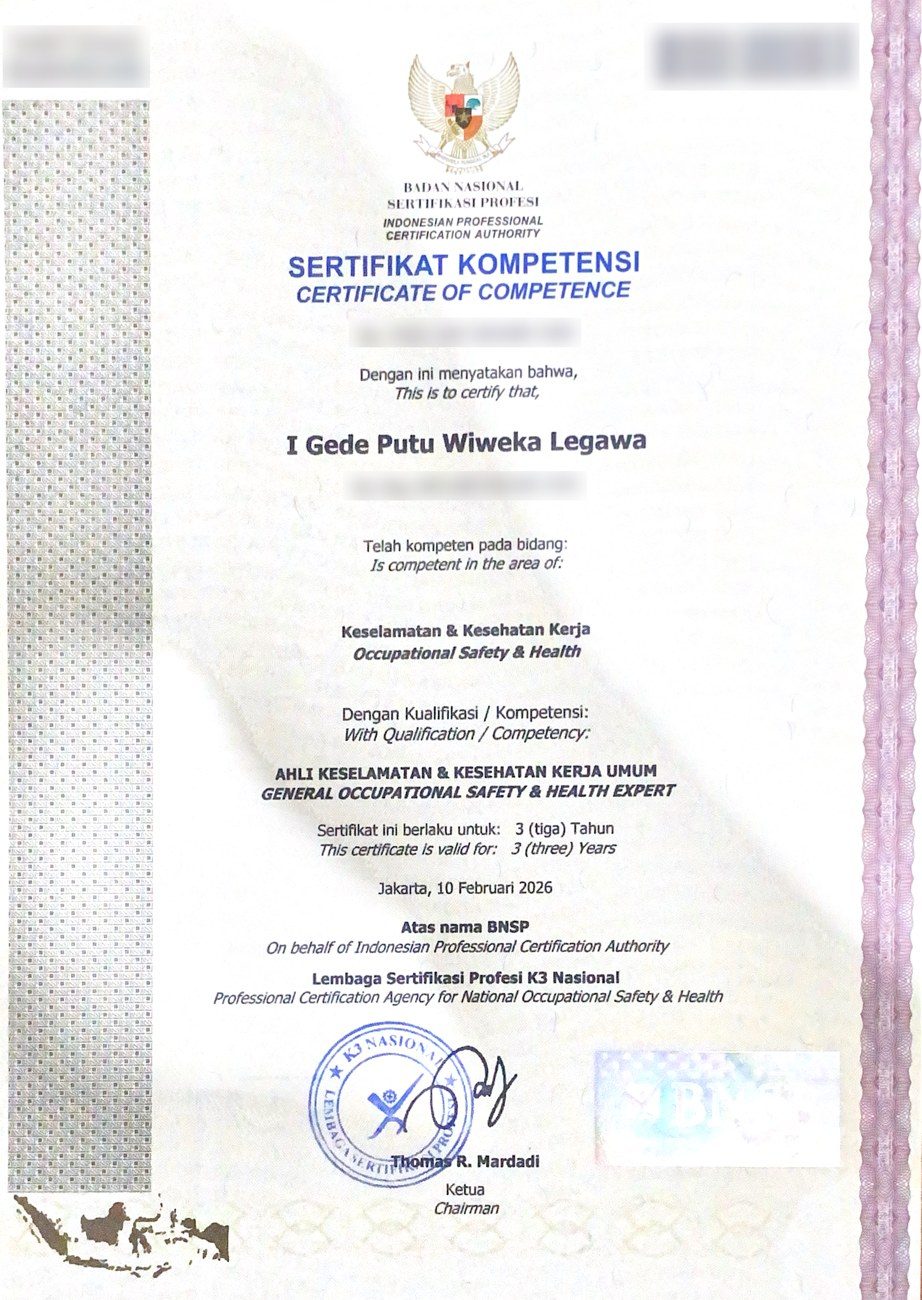 BADAN NASIONAL
SERTIFIKASI PROFESI
INDONESIAN PROFESSIONAL
CERTIFICATION AUTHORITY
SERTIFIKAT KOMPETENSI
CERTIFICATE OF COMPETENCE
Dengan ini menyatakan bahwa,
This is to certify that,
I Gede Putu Wiweka Legawa
Telah kompeten pada bidang:
Is competent in the area of:
Keselamatan & Kesehatan Kerja
Occupational Safety & Health
Dengan Kualifikasi / Kompetensi:
With Qualification / Competency:
AHLI KESELAMATAN & KESEHATAN KERJA UMUM
GENERAL OCCUPATIONAL SAFETY & HEALTH EXPERT
Sertifikat ini berlaku untuk: 3 (tiga) Tahun
This certificate is valid for: 3 (three) Years
Jakarta, 10 Februari 2026
Atas nama BNSP
On behalf of Indonesian Professional Certification Authority
Lembaga Sertifikasi Profesi K3 Nasional
Professional Certification Agency for National Occupational Safety & Health
K3 NASIONAL
LEMBAGA SERTIFIKASI PROFESI
BNSP
Thomas R. Mardadi
Ketua
Chairman